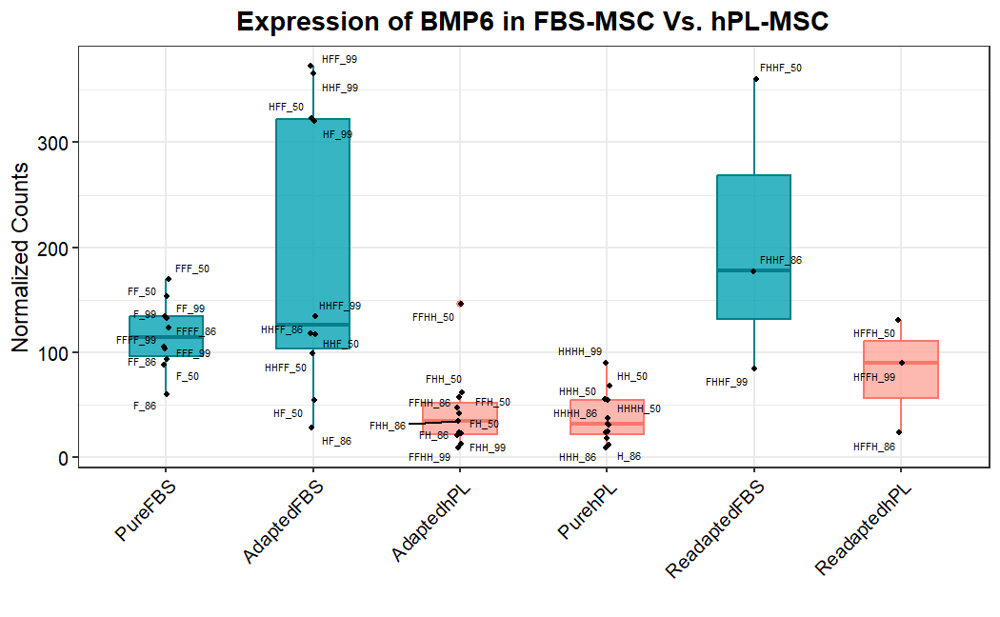 Expression of BMP6 in FBS-MSC Vs. hPL-MSC
Normalized Counts
300
200
100
0
FFF_50
FF_50
F_99
FF_99
FFFF_86
FFFF_99
FFF_99
FF_86
F_50
F_86
HFF_99
HHF_99
HFF_50
HF_99
HHFF_99
HHFF_86
HHF_50
HHFF_50
HF_50
HF_86
FFHH_50
FHH_50
FFHH_86
FFH_50
FHH_86
FH_50
FH_86
FHH_99
FFHH_99
HHHH_99
HH_50
HHH_50
HHHH_50
HHHH_86
HHH_86
H_86
FHHF_50
FHHF_86
FHHF_99
HFFH_50
HFFH_99
HFFH_86
PureFBS
AdaptedFBS
AdaptedhPL
PurehPL
ReadaptedFBS
ReadaptedhPL